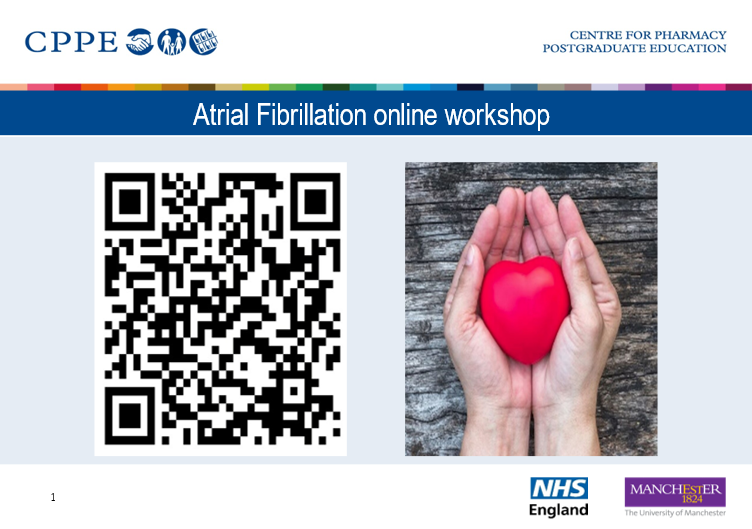 CPPE
CENTRE FOR PHARMACY
POSTGRADUATE EDUCATION
Atrial Fibrillation online workshop
1
NHS
England
MANCHESTER
1824
The University of Manchester